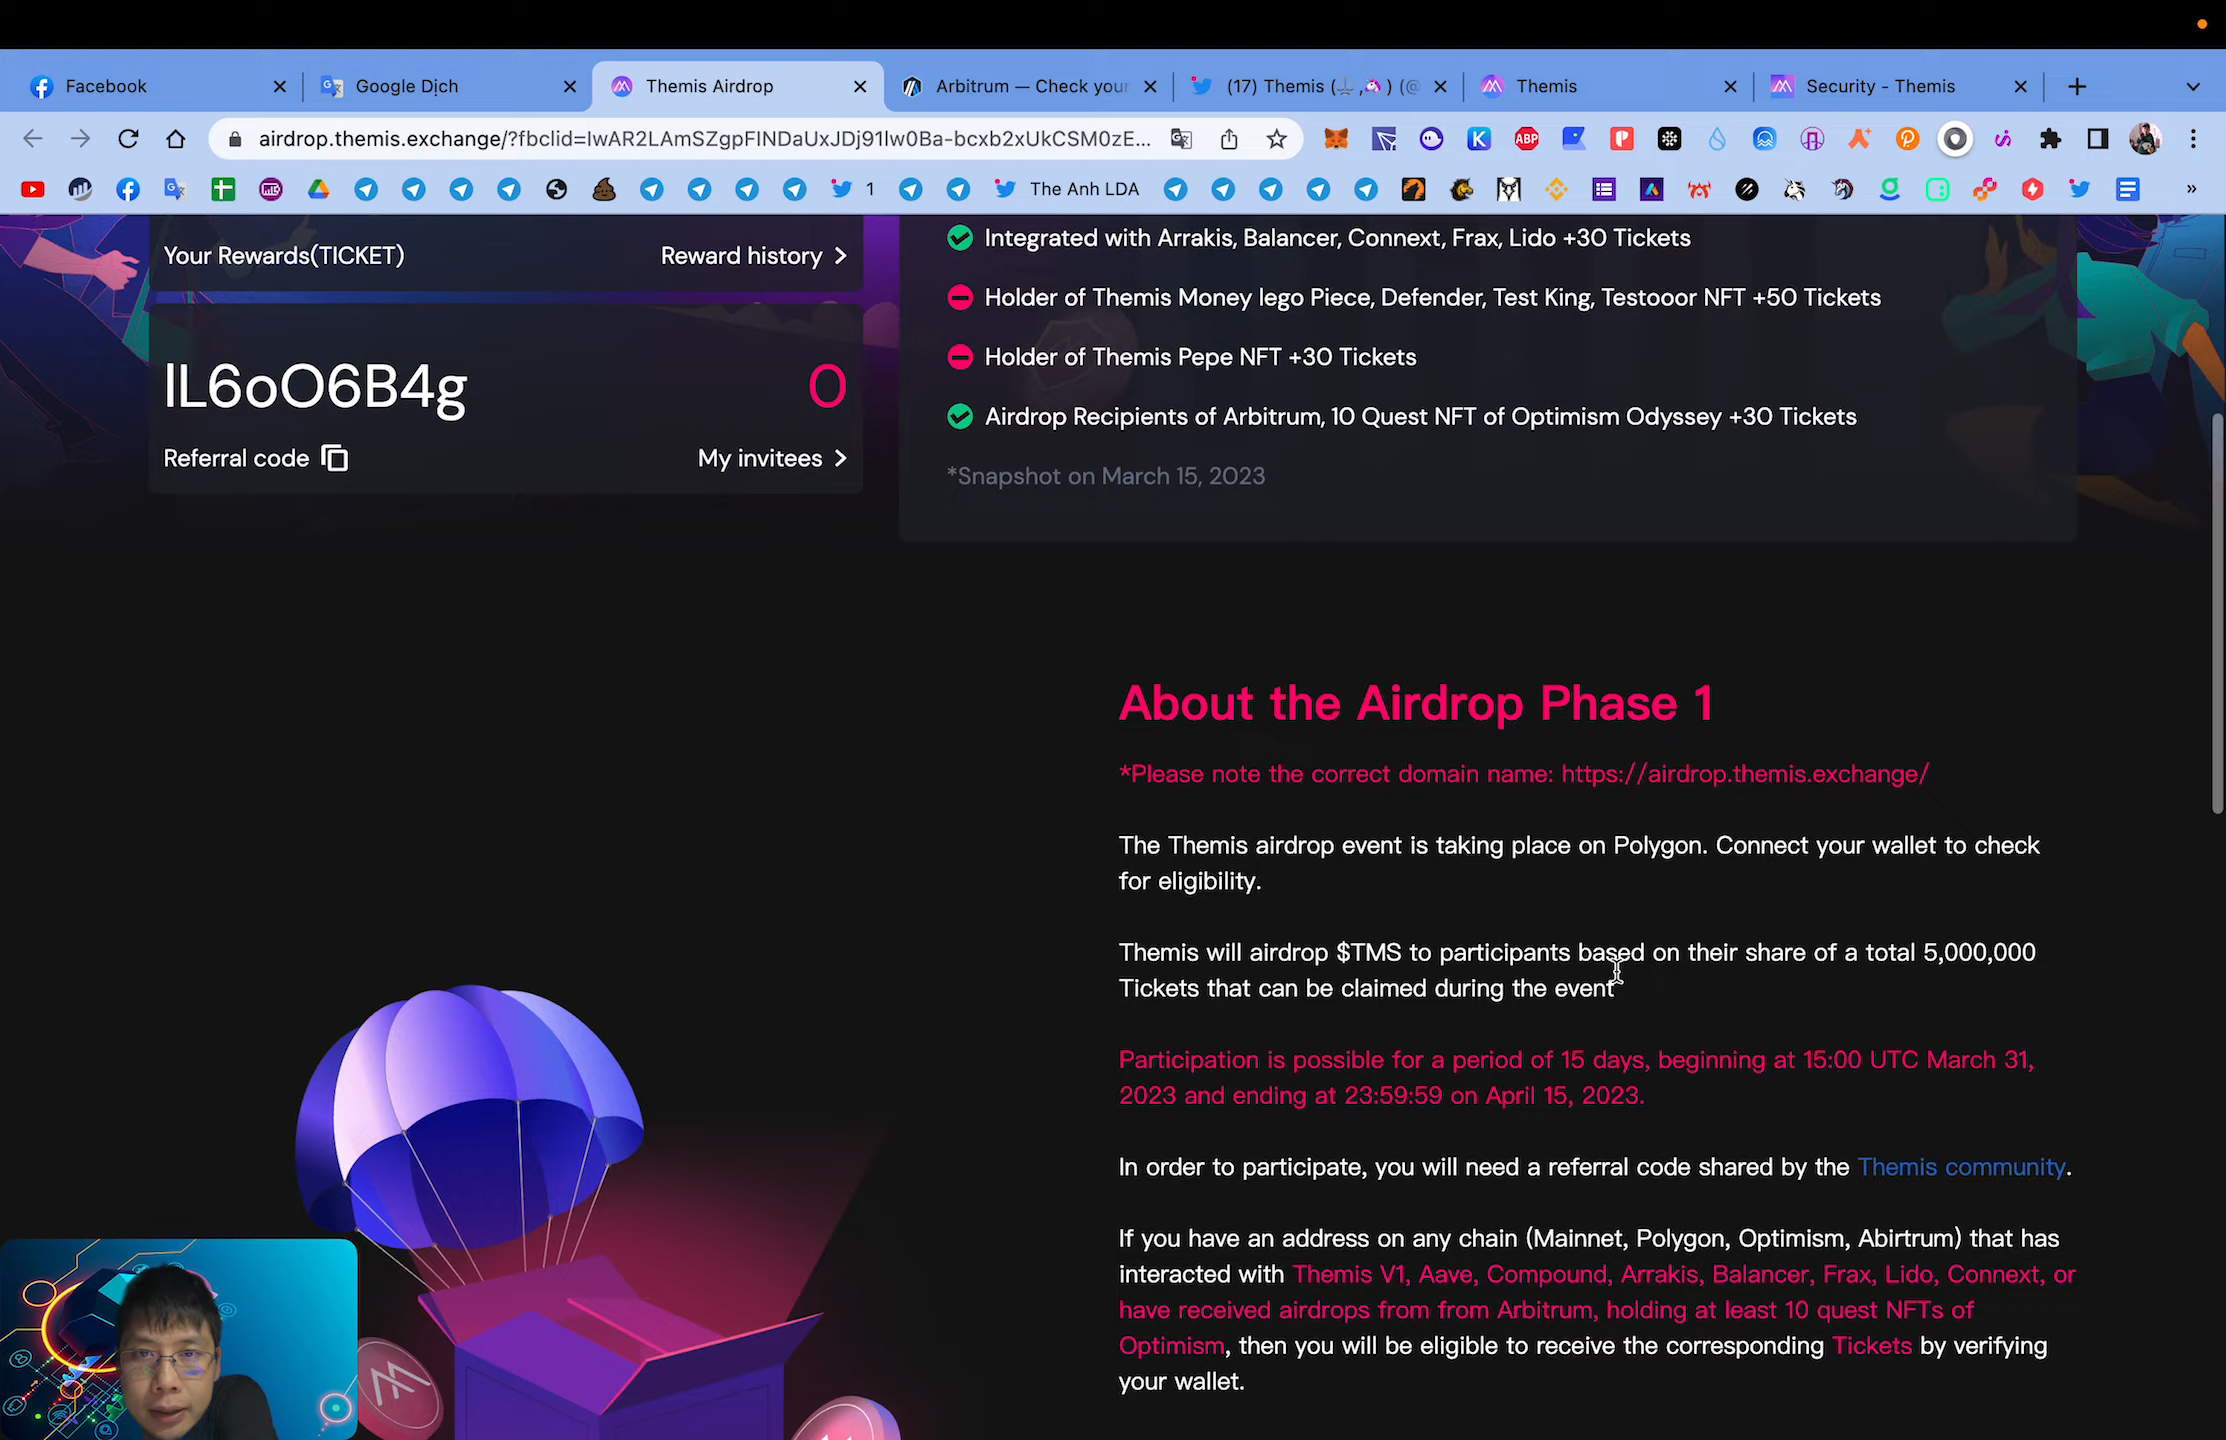 Facebook
Google Dịch
Themis Airdrop
Arbitrum — Check your
(17) Themis (
) (@
Themis
Security - Themis
airdrop.themis.exchange/?fbclid=IwAR2LAmSZgpFINDaUxJDj91lw0Ba-bcxb2xUkCSM0zE...
ABP
1
The Anh LDA
»
Your Rewards(TICKET)
Reward history
IL6oO6B4g
0
Referral code
My invitees
Integrated with Arrakis, Balancer, Connext, Frax, Lido +30 Tickets
Holder of Themis Money lego Piece, Defender, Test King, Testooor NFT +50 Tickets
Holder of Themis Pepe NFT +30 Tickets
Airdrop Recipients of Arbitrum, 10 Quest NFT of Optimism Odyssey +30 Tickets
*Snapshot on March 15, 2023
About the Airdrop Phase 1
*Please note the correct domain name: https://airdrop.themis.exchange/
The Themis airdrop event is taking place on Polygon. Connect your wallet to check
for eligibility.
Themis will airdrop $TMS to participants based on their share of a total 5,000,000
Tickets that can be claimed during the event
Participation is possible for a period of 15 days, beginning at 15:00 UTC March 31,
2023 and ending at 23:59:59 on April 15, 2023.
In order to participate, you will need a referral code shared by the Themis community.
If you have an address on any chain (Mainnet, Polygon, Optimism, Abirtrum) that has
interacted with Themis V1, Aave, Compound, Arrakis, Balancer, Frax, Lido, Connext, or
have received airdrops from from Arbitrum, holding at least 10 quest NFTs of
Optimism, then you will be eligible to receive the corresponding Tickets by verifying
your wallet.